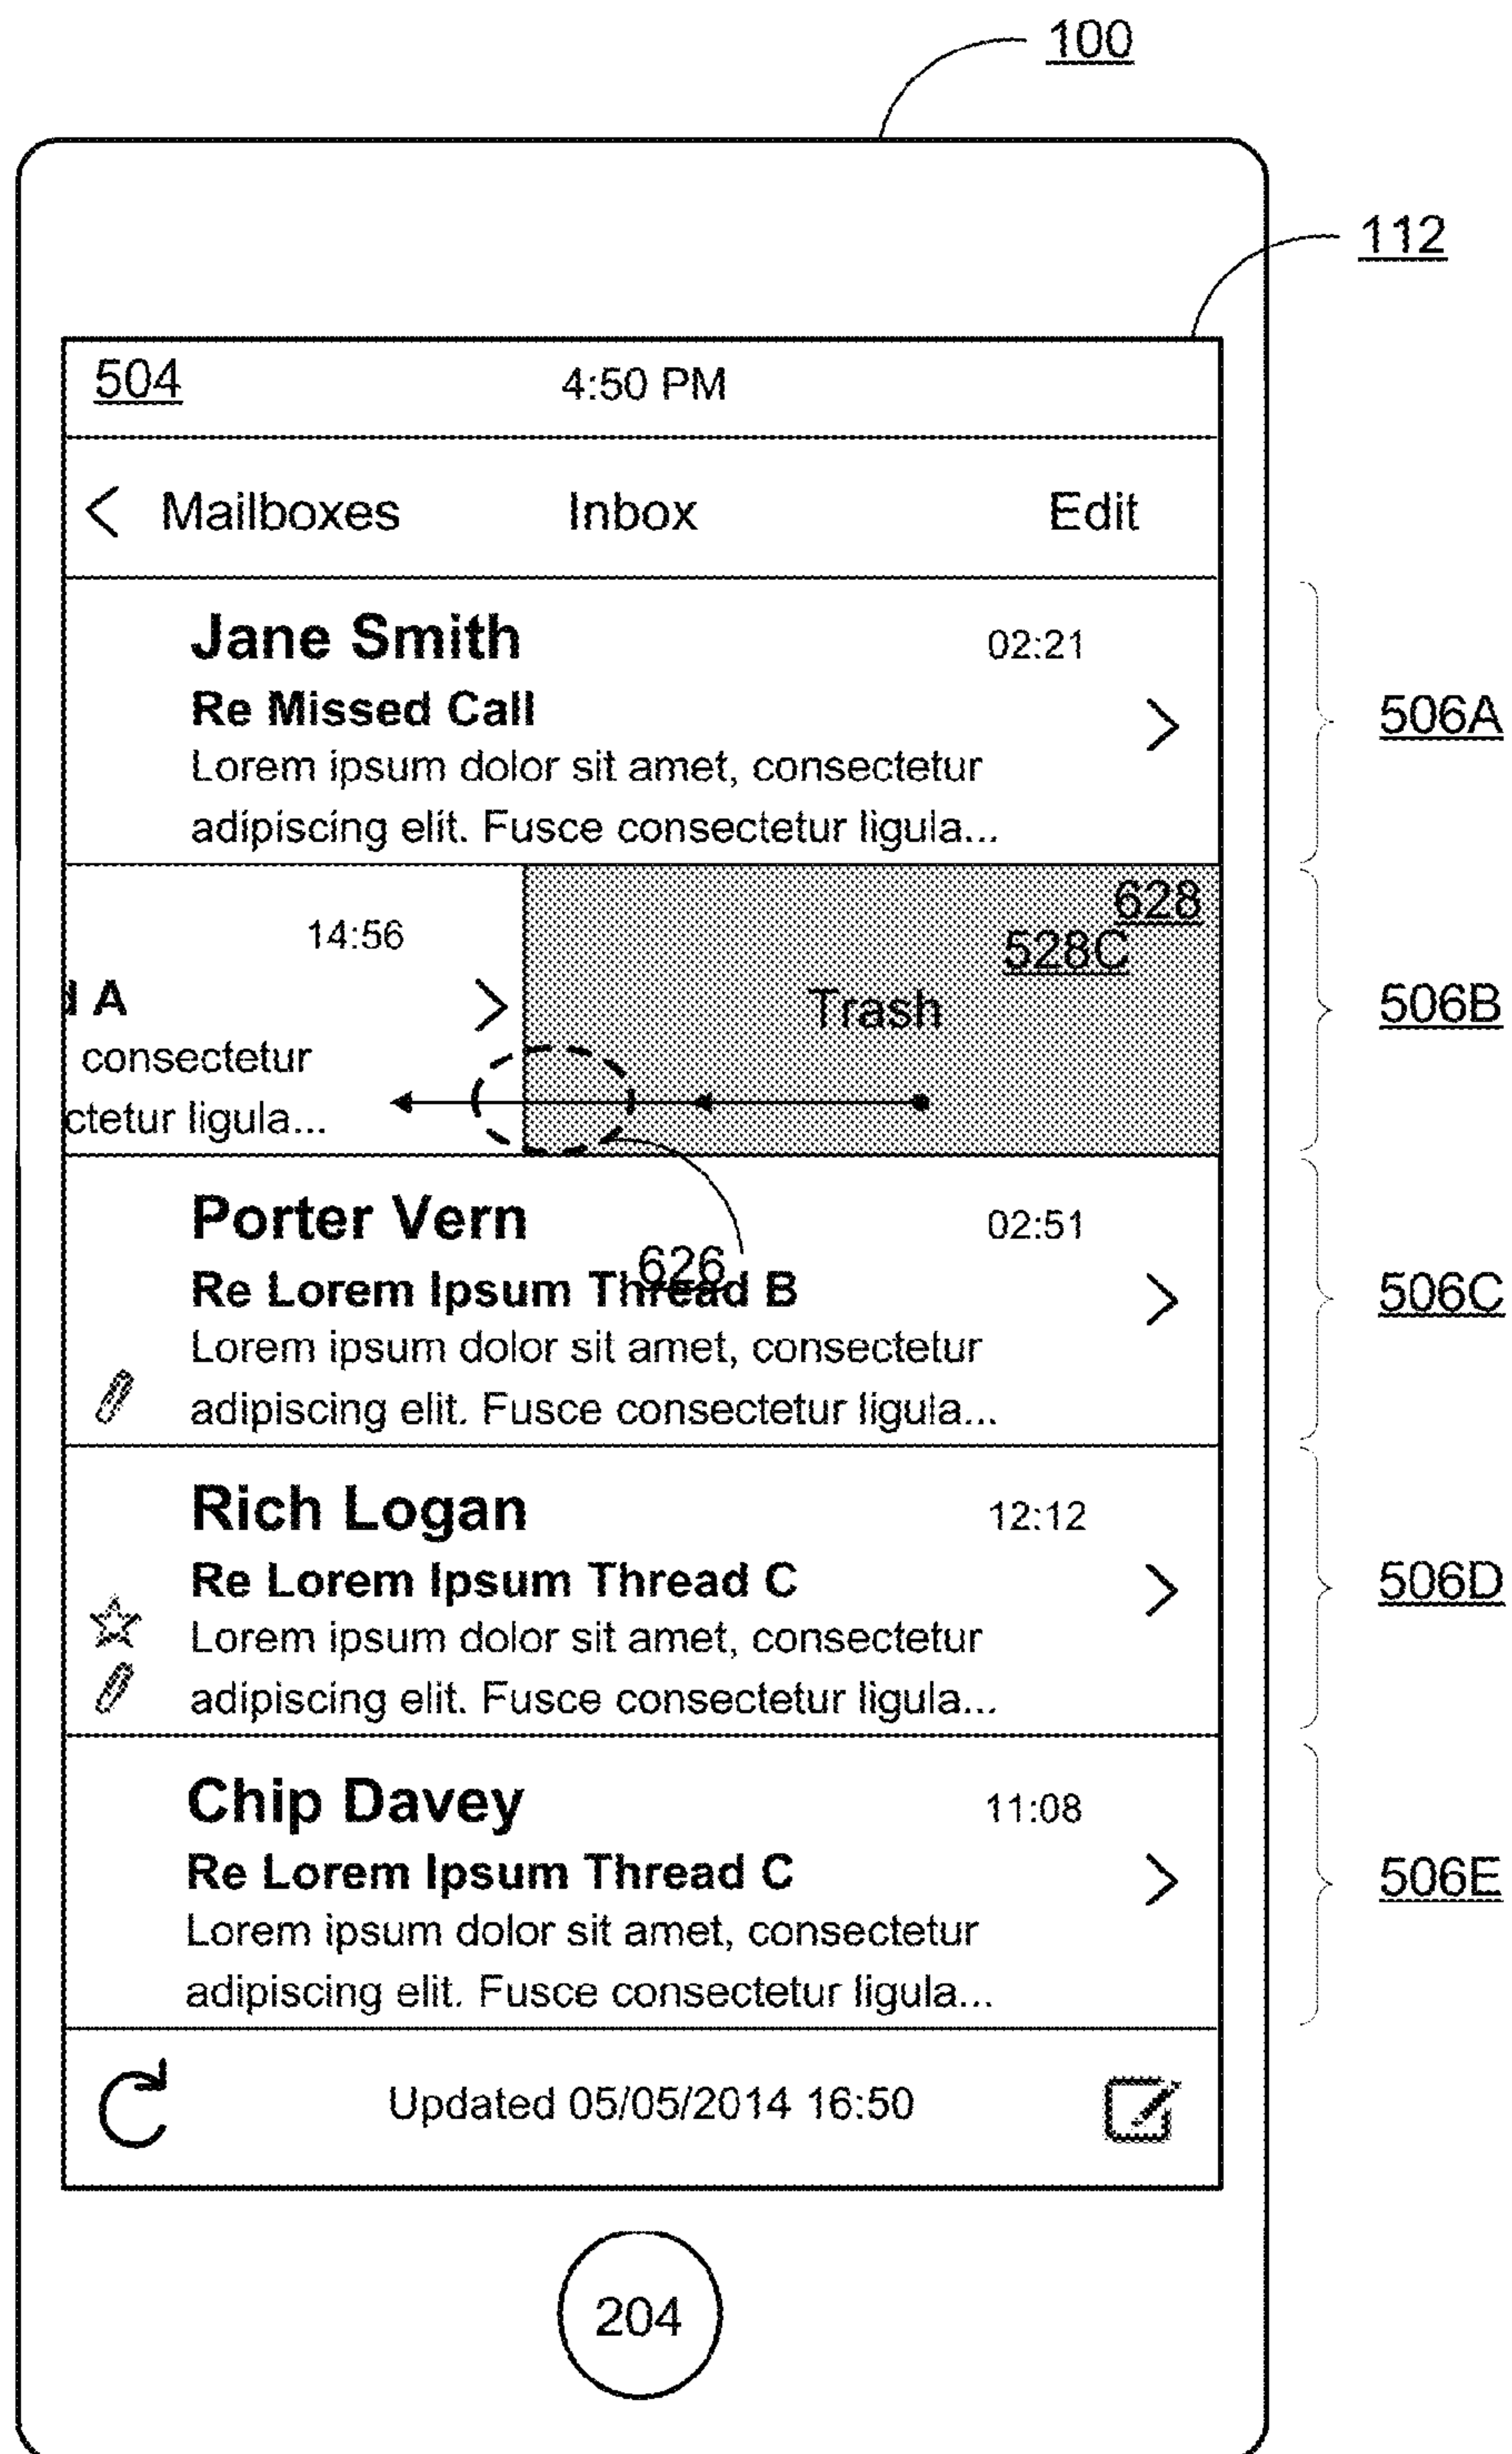 100
112
504 4:50 PM
< Mailboxes Inbox Edit
Jane Smith 02:21
Re Missed Call
506A
Lorem ipsum dolor sit amet, consectetur
adipiscing elit. Fusce consectetur ligula...
628
14:56 528C
d A > Trash 506B
consectetur
ctetur ligula...
Porter Vern 02:51
626
Re Lorem Ipsum Thread B
506C
Lorem ipsum dolor sit amet, consectetur
adipiscing elit. Fusce consectetur ligula...
Rich Logan 12:12
Re Lorem Ipsum Thread C
506D
Lorem ipsum dolor sit amet, consectetur
adipiscing elit. Fusce consectetur ligula...
Chip Davey 11:08
Re Lorem Ipsum Thread C
506E
Lorem ipsum dolor sit amet, consectetur
adipiscing elit. Fusce consectetur ligula...
Updated 05/05/2014 16:50
204